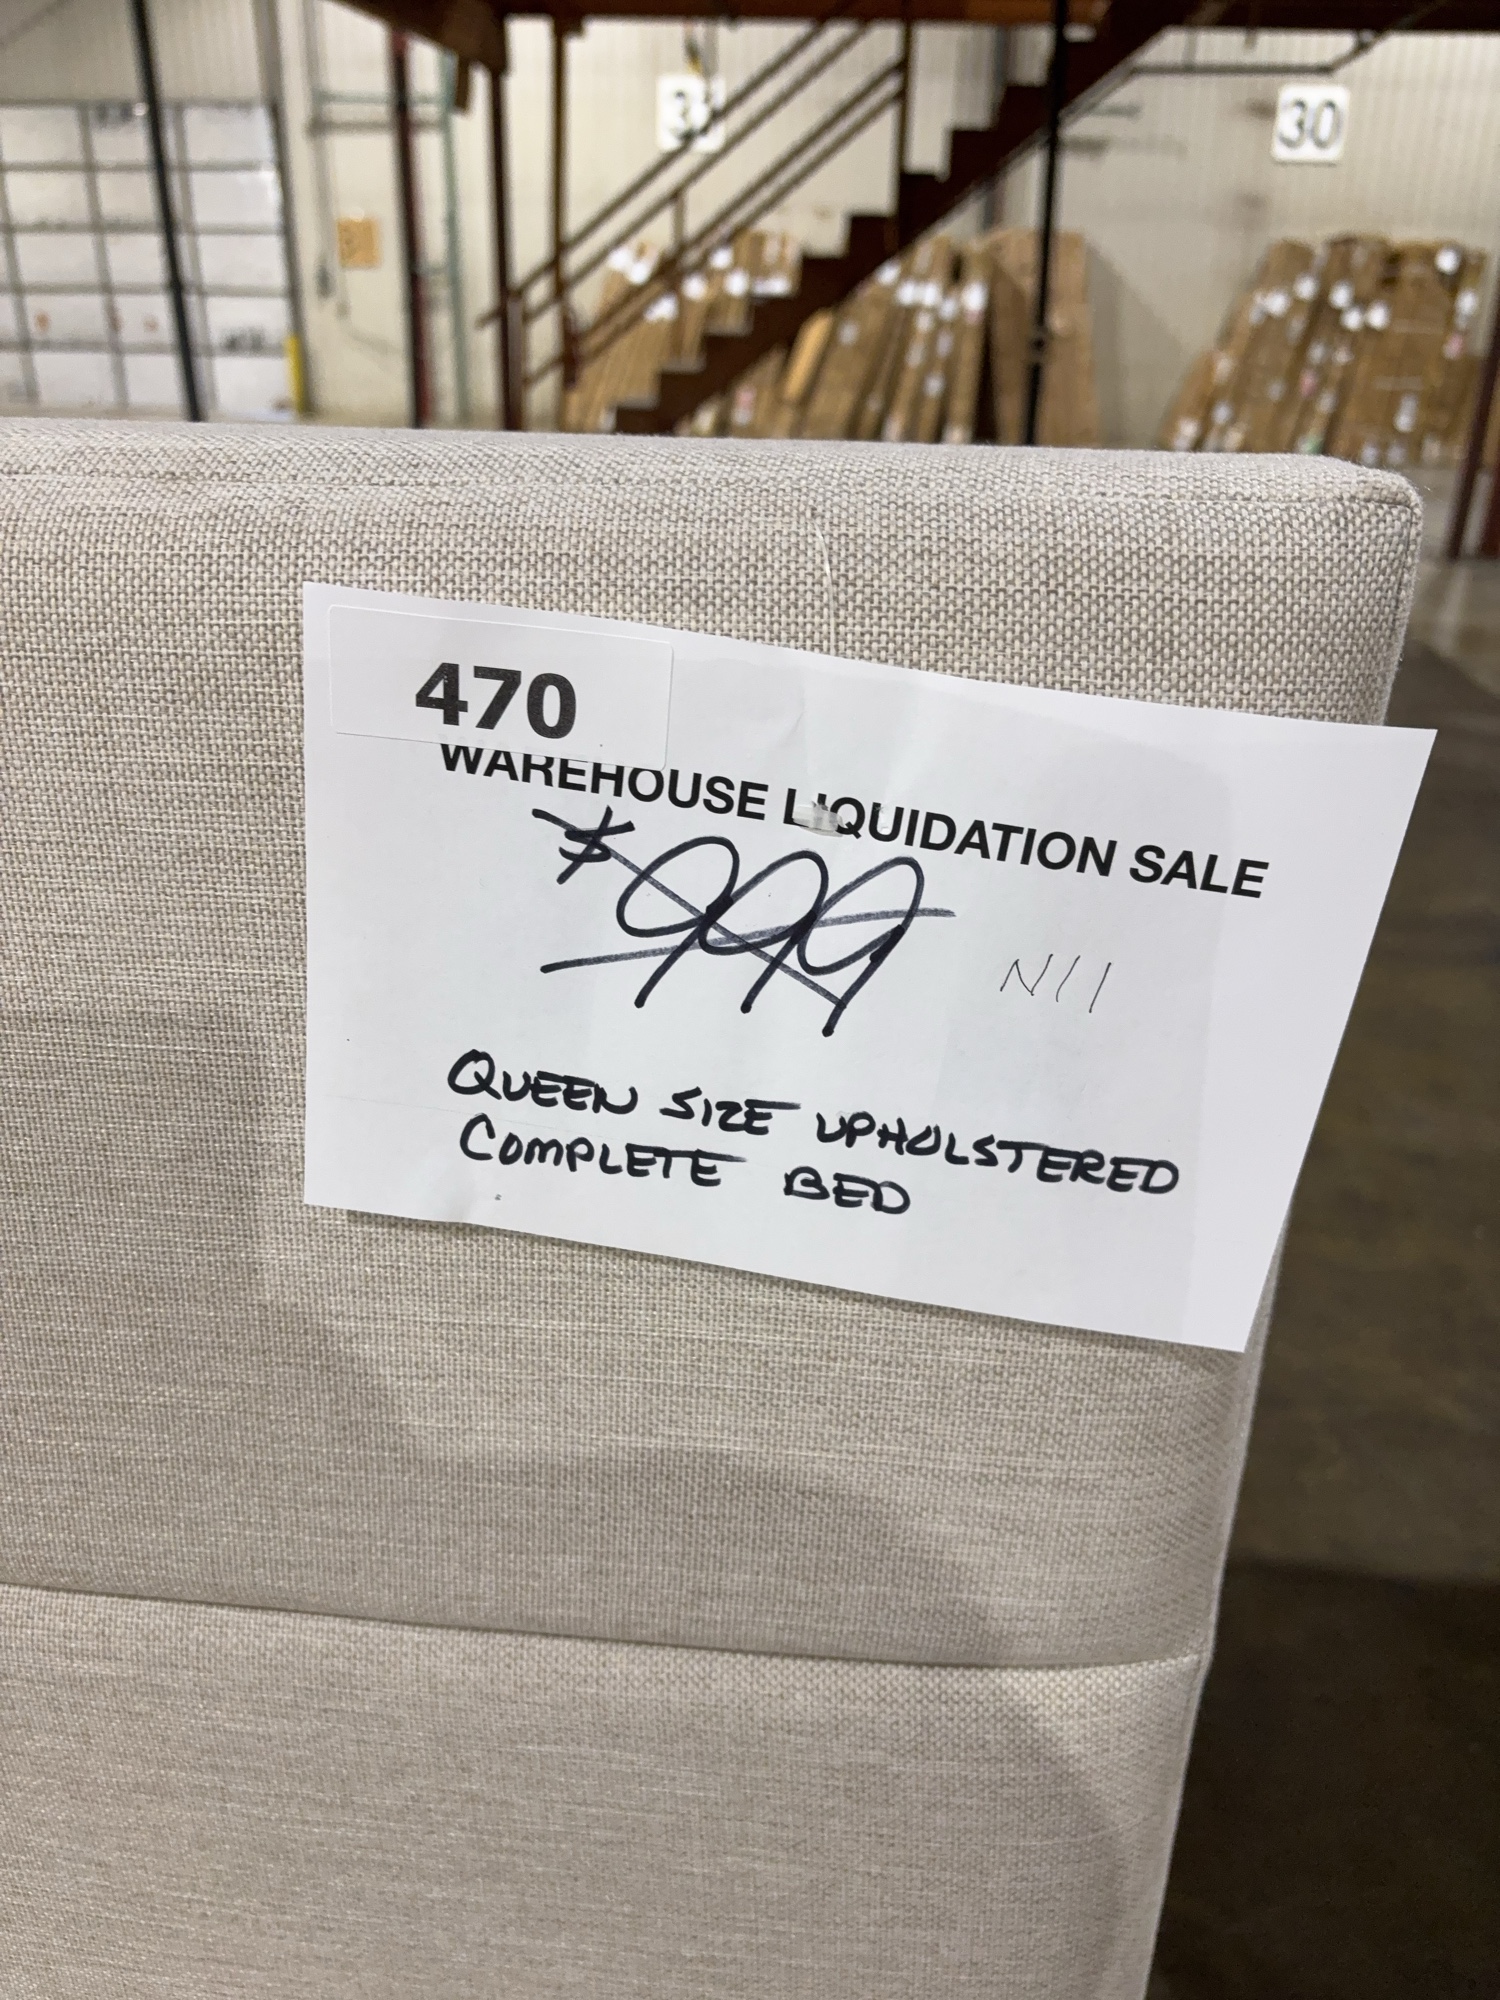 30
470
WAREHOUSE LIQUIDATION SALE
$999
N11
QUEEN SIZE UPHOLSTERED
COMPLETE BED